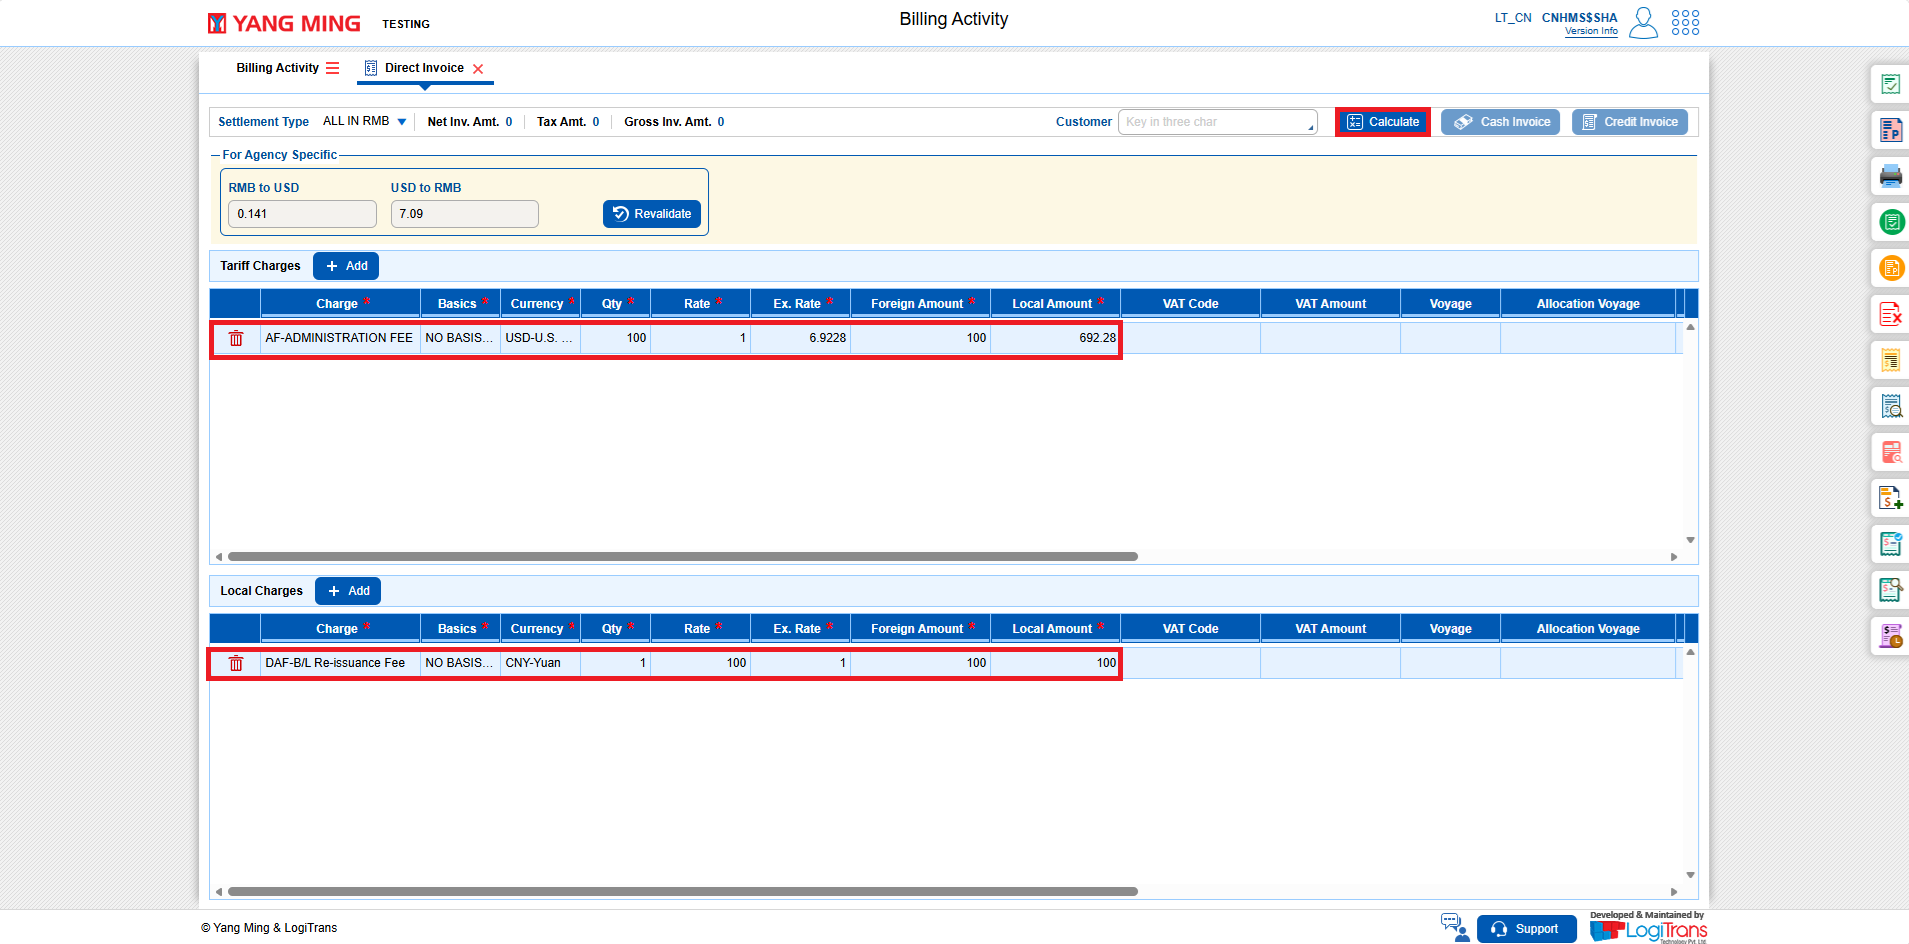 YANG MING TESTING Billing Activity LT_CN CNHMS$SHA
Version Info
Billing Activity Direct Invoice
Settlement Type ALL IN RMB Net Inv. Amt. 0 Tax Amt. 0 Gross Inv. Amt. 0 Customer Key in three char Calculate Cash Invoice Credit Invoice
For Agency Specific
RMB to USD USD to RMB
0.141 7.09 Revalidate
Tariff Charges + Add
Charge * Basics * Currency * Qty * Rate * Ex. Rate * Foreign Amount * Local Amount * VAT Code VAT Amount Voyage Allocation Voyage
AF-ADMINISTRATION FEE NO BASIS... USD-U.S. ... 100 1 6.9228 100 692.28
Local Charges + Add
Charge * Basics * Currency * Qty * Rate * Ex. Rate * Foreign Amount * Local Amount * VAT Code VAT Amount Voyage Allocation Voyage
DAF-B/L Re-issuance Fee NO BASIS... CNY-Yuan 1 100 1 100 100
© Yang Ming & LogiTrans Support
Developed & Maintained by
LogiTrans
Technology Pvt. Ltd.